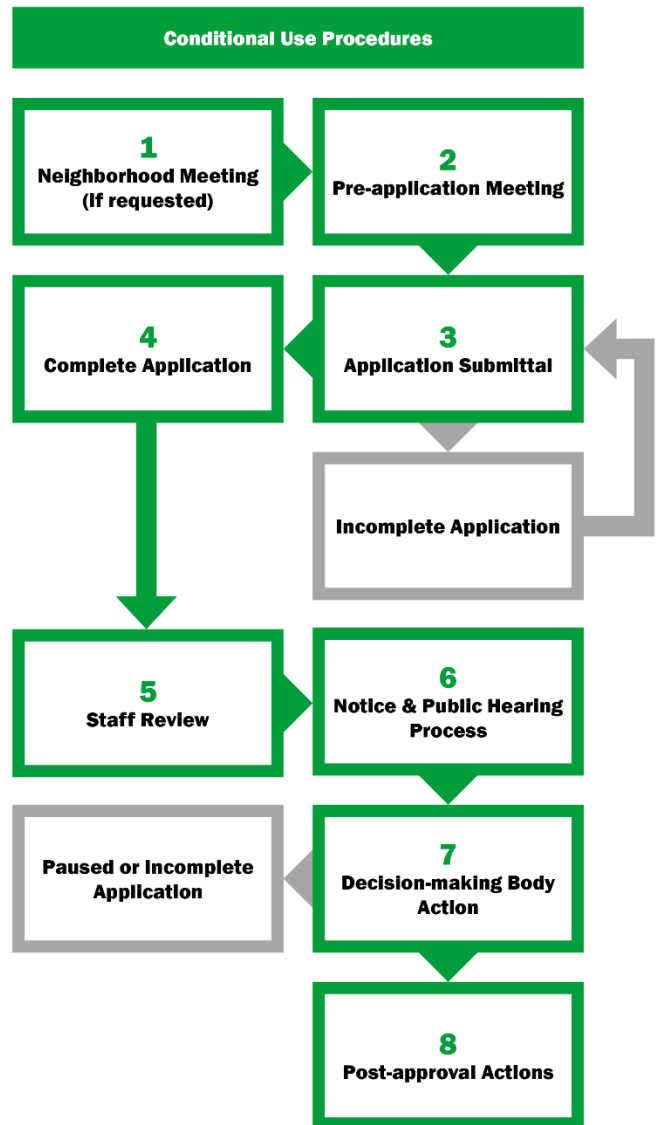 Conditional Use Procedures
1
Neighborhood Meeting
(If requested)
2
Pre-application Meeting
4
Complete Application
3
Application Submittal
Incomplete Application
5
Staff Review
6
Notice & Public Hearing
Process
Paused or Incomplete
Application
7
Decision-making Body
Action
8
Post-approval Actions